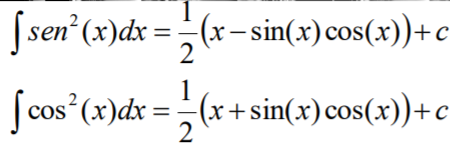 ∫ sen²(x)dx = 1/2 (x − sin(x) cos(x)) + c
∫ cos²(x)dx = 1/2 (x + sin(x) cos(x)) + c